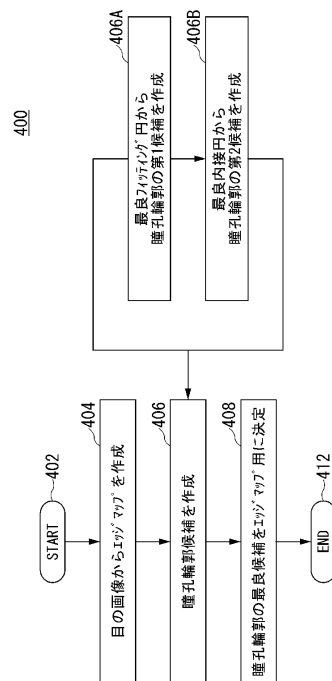 400
START
402
404
目の画像からエッジマップを作成
406
瞳孔輪郭候補を作成
408
瞳孔輪郭の最良候補をエッジマップ用に決定
412
END
406A
最良フィッティング円から
瞳孔輪郭の第1候補を作成
406B
最良内接円から
瞳孔輪郭の第2候補を作成